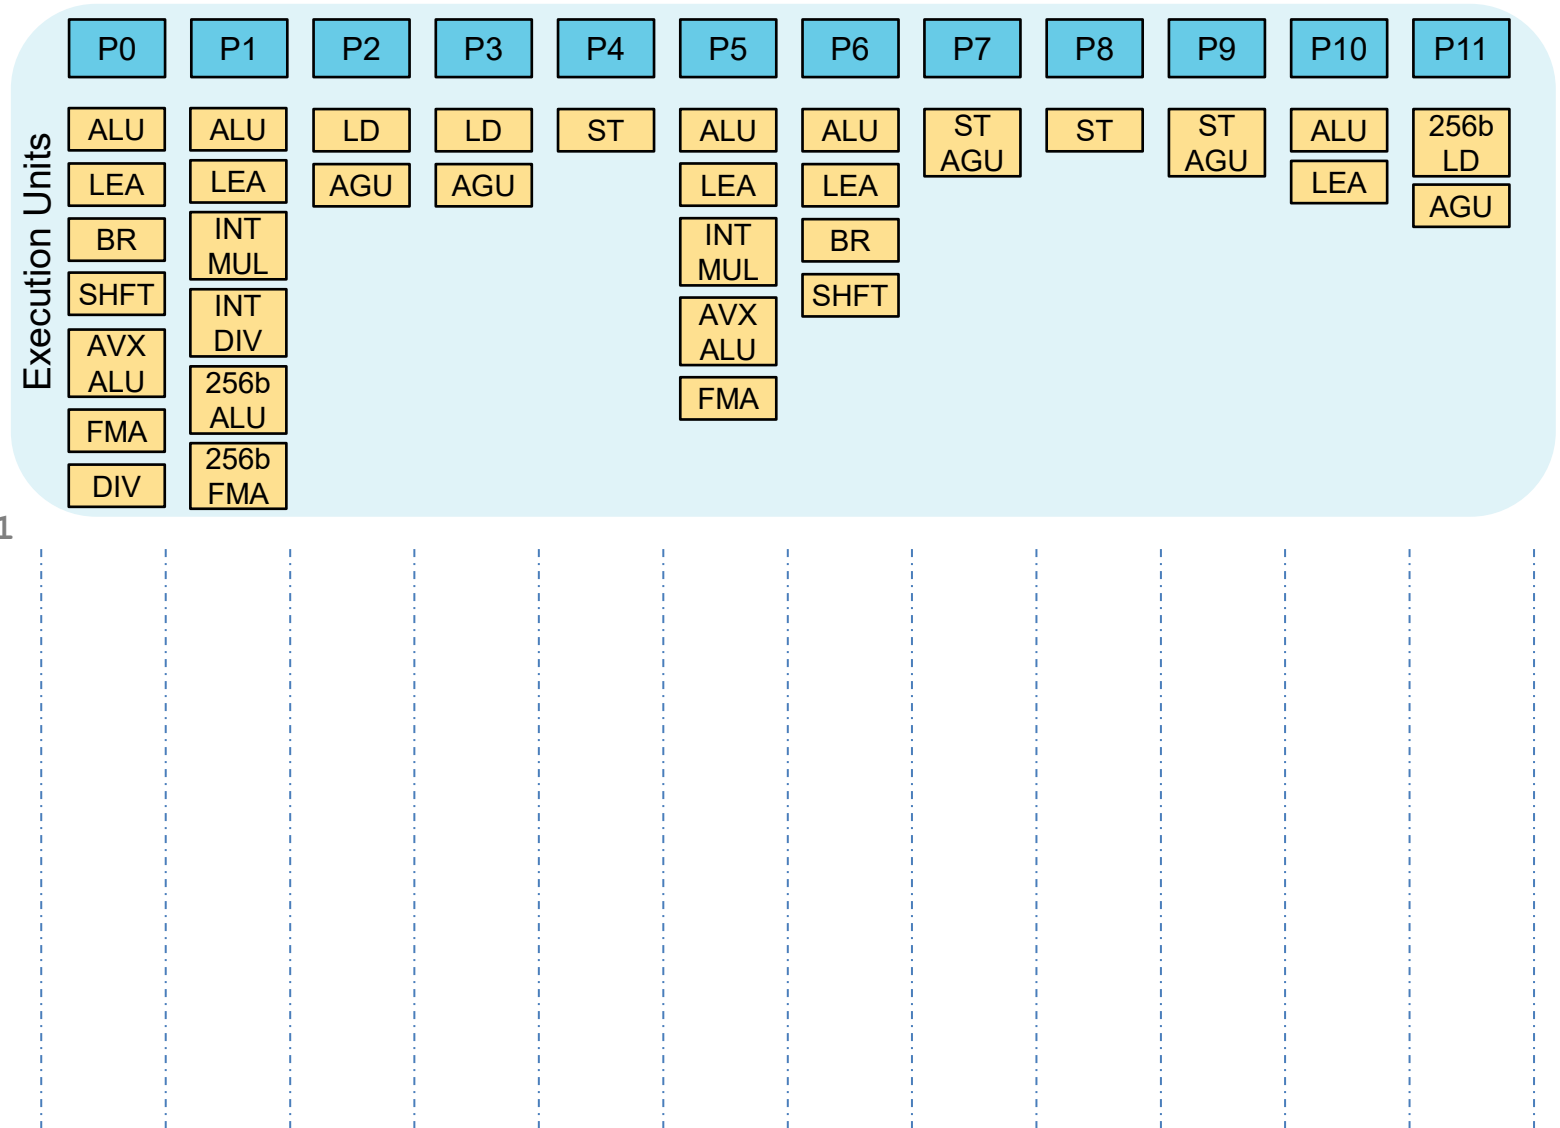 P0 P1 P2 P3 P4 P5 P6 P7 P8 P9 P10 P11
Execution Units
ALU
LEA
BR
SHFT
AVX
ALU
FMA
DIV
ALU
LEA
INT
MUL
INT
DIV
256b
ALU
256b
FMA
LD
AGU
LD
AGU
ST
ALU
LEA
INT
MUL
AVX
ALU
FMA
ALU
LEA
BR
SHFT
ST
AGU
ST
ST
AGU
ALU
LEA
256b
LD
AGU
1